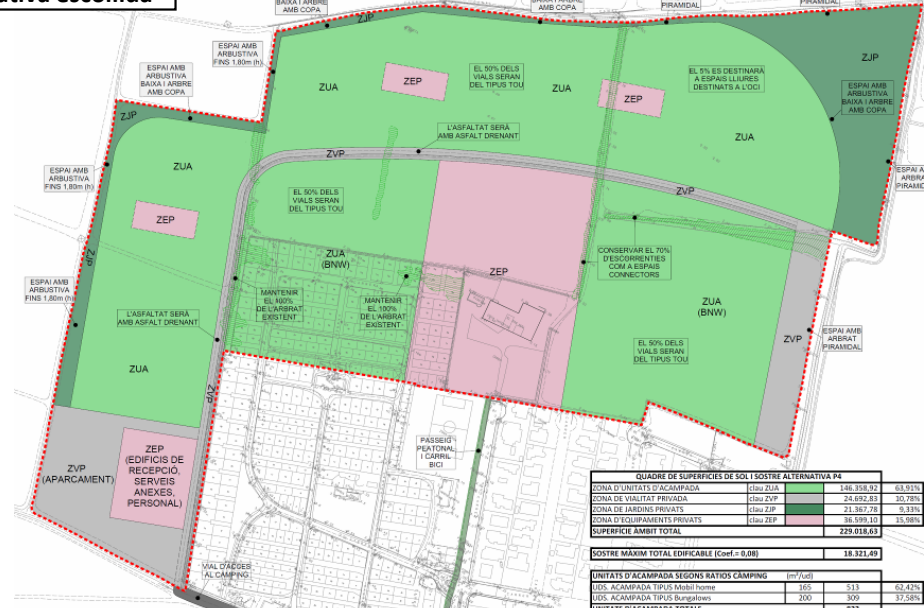 BAIXA I ARBRE
AMB COPA
ZJP
AMB COPA
PIRAMIDAL
ESPAI AMB
ARBUSTIVA
FINS 1,80m (h)
ESPAI AMB
ARBUSTIVA
BAIXA I ARBRE
AMB COPA
ZUA
ZEP
EL 50% DELS
VIALS SERAN
DEL TIPUS TOU
ZUA
ZEP
EL 5% ES DESTINARÀ
A ESPAIS LLIURES
DESTINATS A L'OCI
ZJP
ESPAI AMB
ARBUSTIVA
BAIXA I ARBRE
AMB COPA
ZUA
ZJP
ZUA
L'ASFALTAT SERÀ
AMB ASFALT DRENANT
ZVP
ESPAI AMB
ARBUSTIVA
FINS 1,80m (h)
ZEP
EL 50% DELS
VIALS SERAN
DEL TIPUS TOU
ZVP
ZJP
ZUA
(BNW)
ZEP
CONSERVAR EL 70%
D'ESCORRENTIES
COM A ESPAIS
CONNECTORS
ESPAI AMB
ARBUSTIVA
FINS 1,80m (h)
MANTENIR
EL 100%
DE L'ARBRAT
EXISTENT
MANTENIR
EL 100%
DE L'ARBRAT
EXISTENT
ZUA
(BNW)
L'ASFALTAT SERÀ
AMB ASFALT DRENANT
EL 50% DELS
VIALS SERAN
DEL TIPUS TOU
ZVP
ESPAI AMB
ARBRAT
PIRAMIDAL
ZUA
ZVP
ZVP
(APARCAMENT)
ZEP
(EDIFICIS DE
RECEPCIÓ,
SERVEIS
ANEXES,
PERSONAL)
PASSEIG
PEATONAL
I CARRIL
BICI
VIAL D'ACCÉS
AL CÀMPING
QUADRE DE SUPERFICIES DE SOL I SOSTRE ALTERNATIVA P4
ZONA D'UNITATS D'ACAMPADA clau ZUA 146.358,92 63,91%
ZONA DE VIALITAT PRIVADA clau ZVP 24.692,83 10,78%
ZONA DE JARDINS PRIVATS clau ZJP 21.367,78 9,33%
ZONA D'EQUIPAMENTS PRIVATS clau ZEP 36.599,10 15,98%
SUPERFÍCIE ÀMBIT TOTAL 229.018,63
SOSTRE MÀXIM TOTAL EDIFICABLE (Coef.= 0,08) 18.321,49
UNITATS D'ACAMPADA SEGONS RATIOS CÀMPING (m²/ud)
UDS. ACAMPADA TIPUS Mobil home 165 513 62,42%
UDS. ACAMPADA TIPUS Bungalows 200 309 37,58%